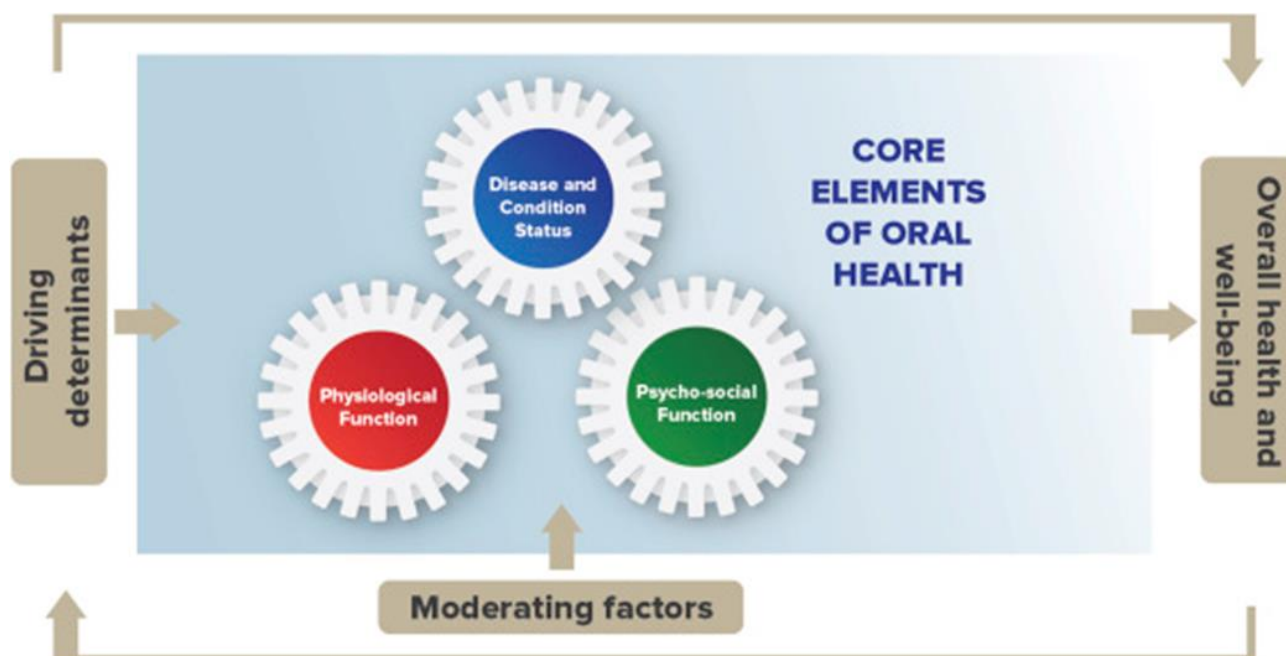 Driving
determinants
Disease and
Condition
Status
Physiological
Function
Psycho-social
Function
CORE
ELEMENTS
OF ORAL
HEALTH
Moderating factors
Overall health and
well-being